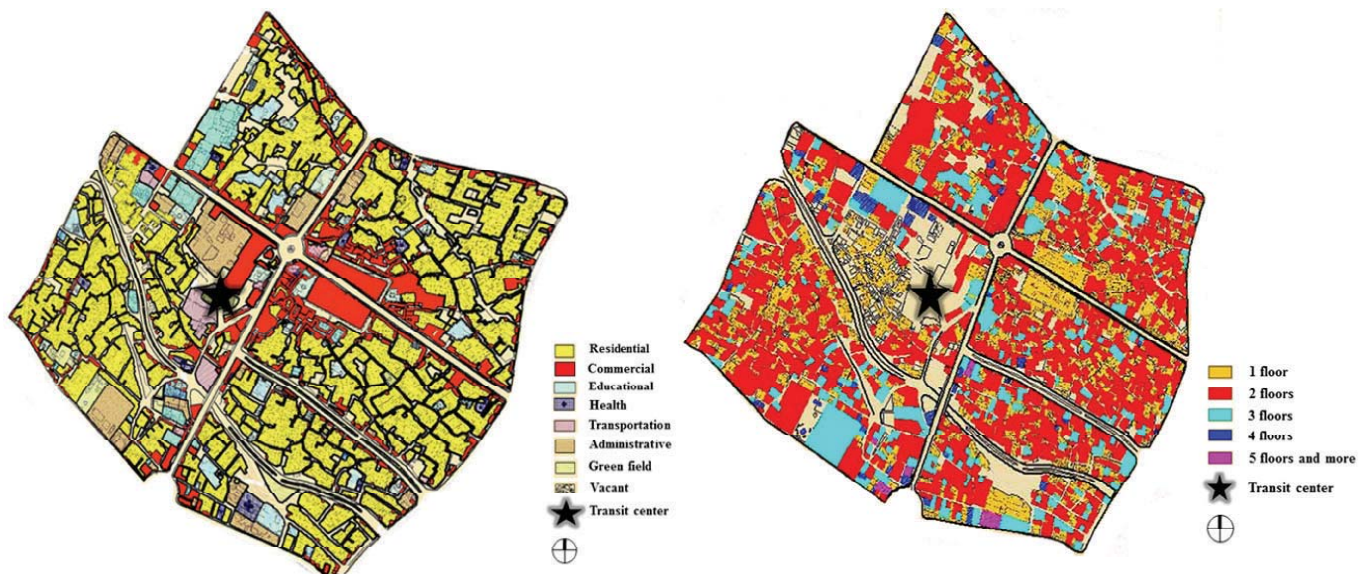 Residential
Commercial
Educational
Health
Transportation
Administrative
Green field
Vacant
Transit center
1 floor
2 floors
3 floors
4 floors
5 floors and more
Transit center